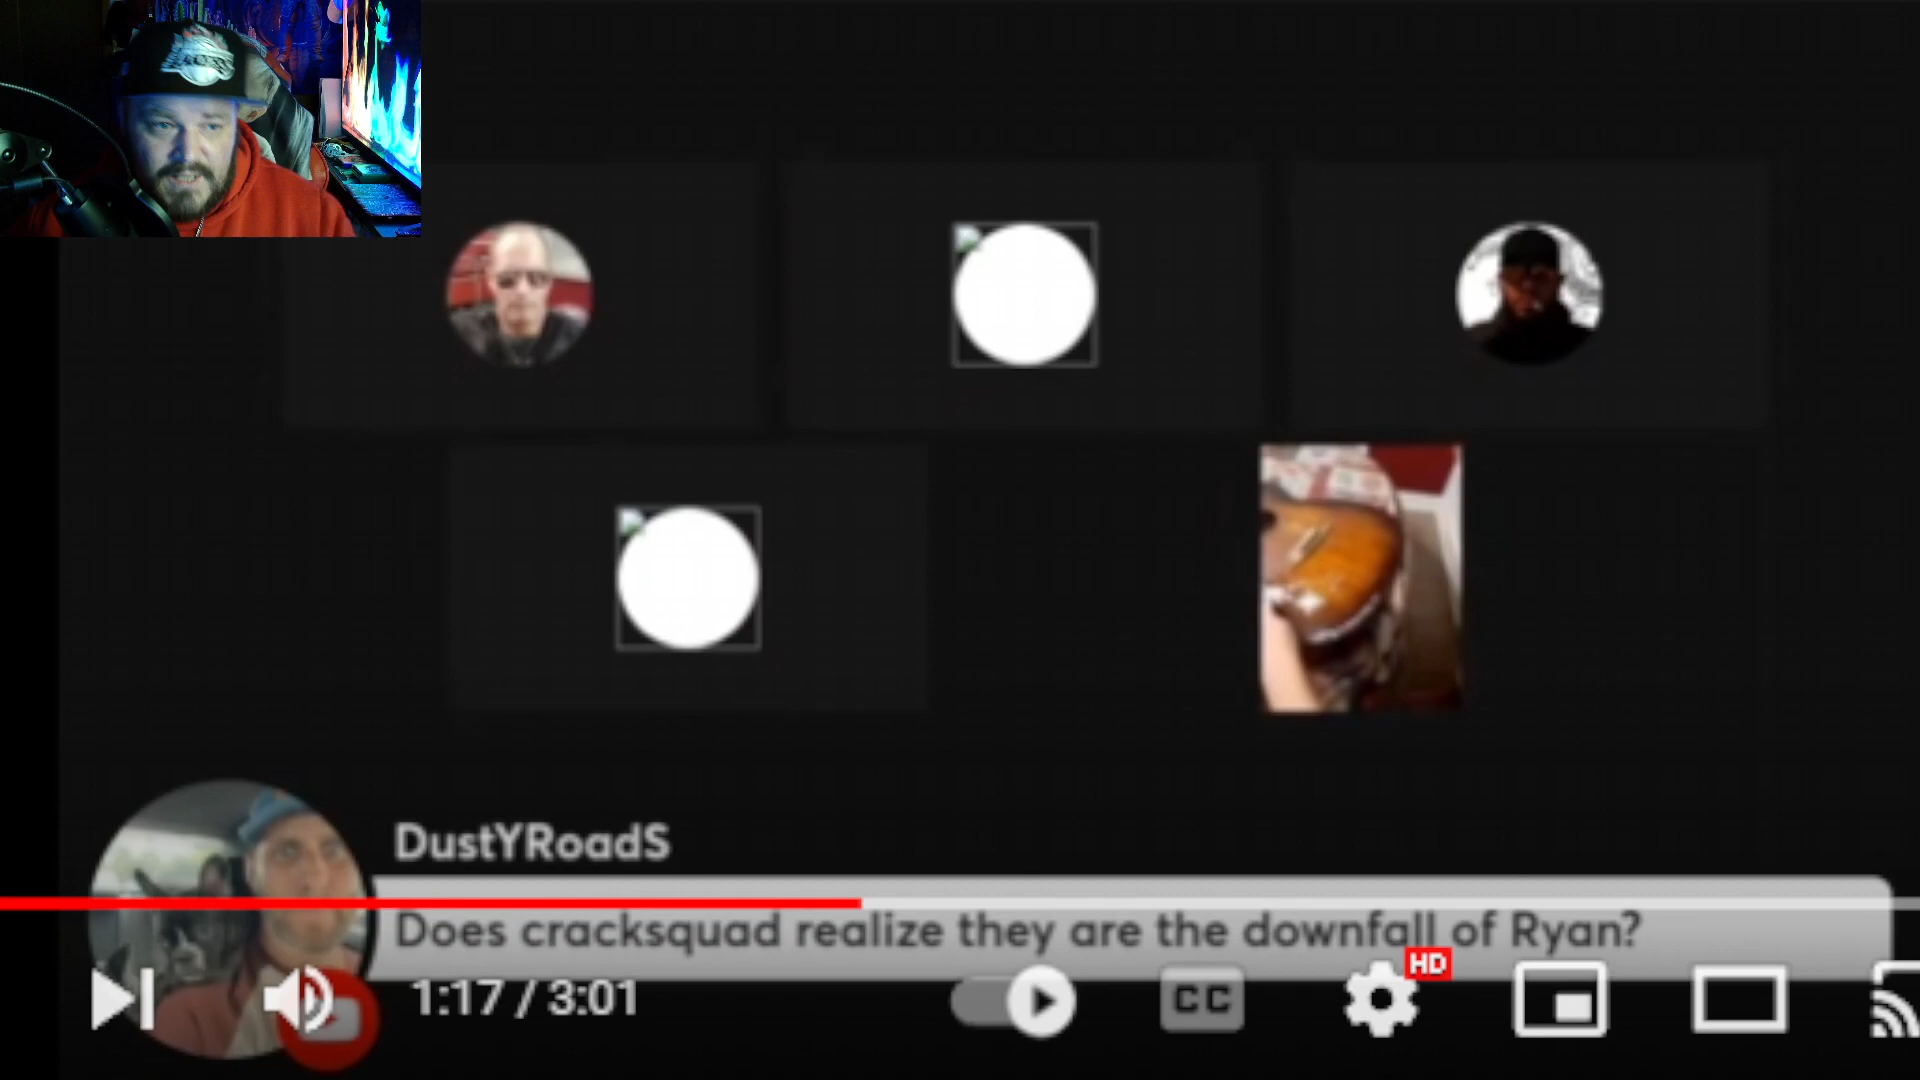 DustYRoadS
Does cracksquad realize they are the downfall of Ryan?
HD
1:17 / 3:01
CC